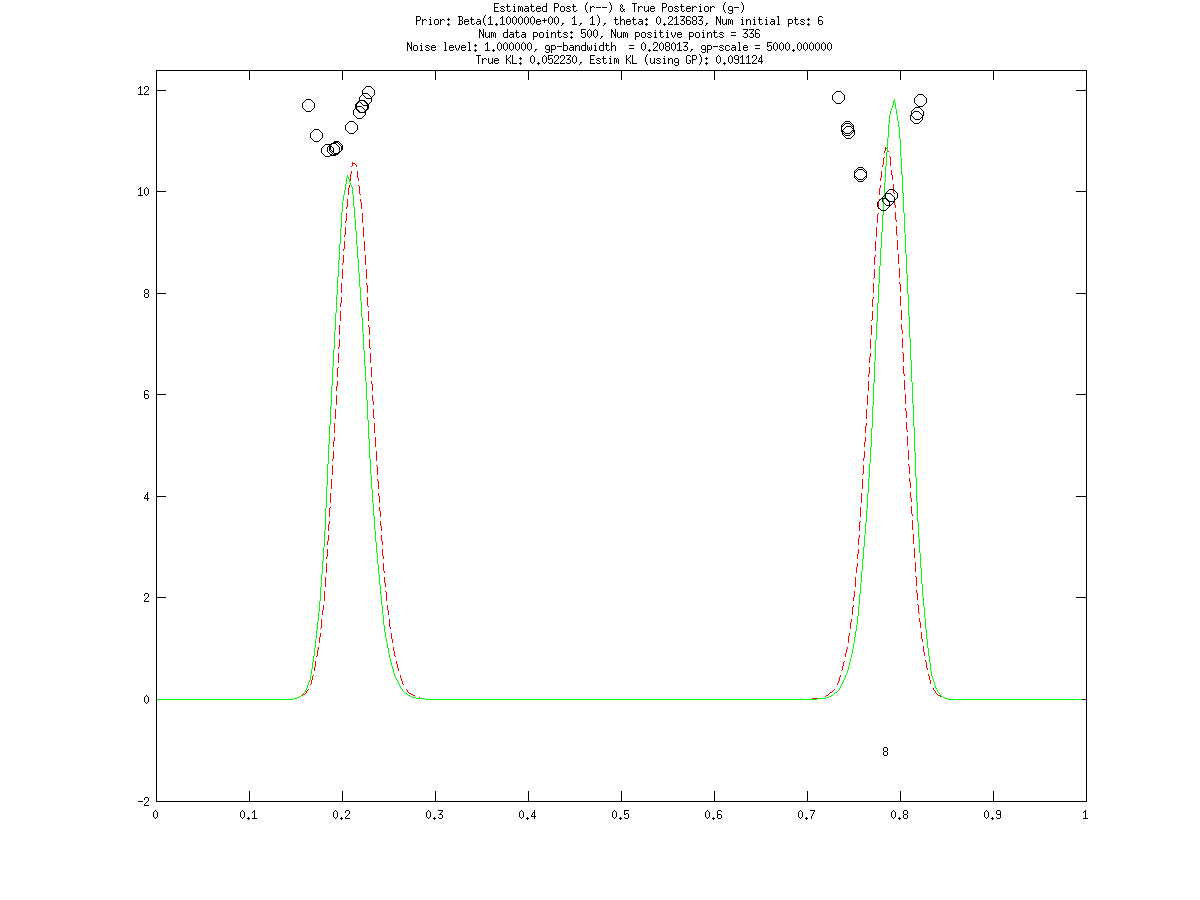 Estimated Post (r--) & True Posterior (g-)
Prior: Beta(1.100000e+00, 1, 1), theta: 0.213683, Num initial pts: 6
Num data points: 500, Num positive points = 336
Noise level: 1.000000, gp-bandwidth  = 0.208013, gp-scale = 5000.000000
True KL: 0.052230, Estim KL (using GP): 0.091124
12
10
8
6
4
2
0
8
-2
0 0.1 0.2 0.3 0.4 0.5 0.6 0.7 0.8 0.9 1